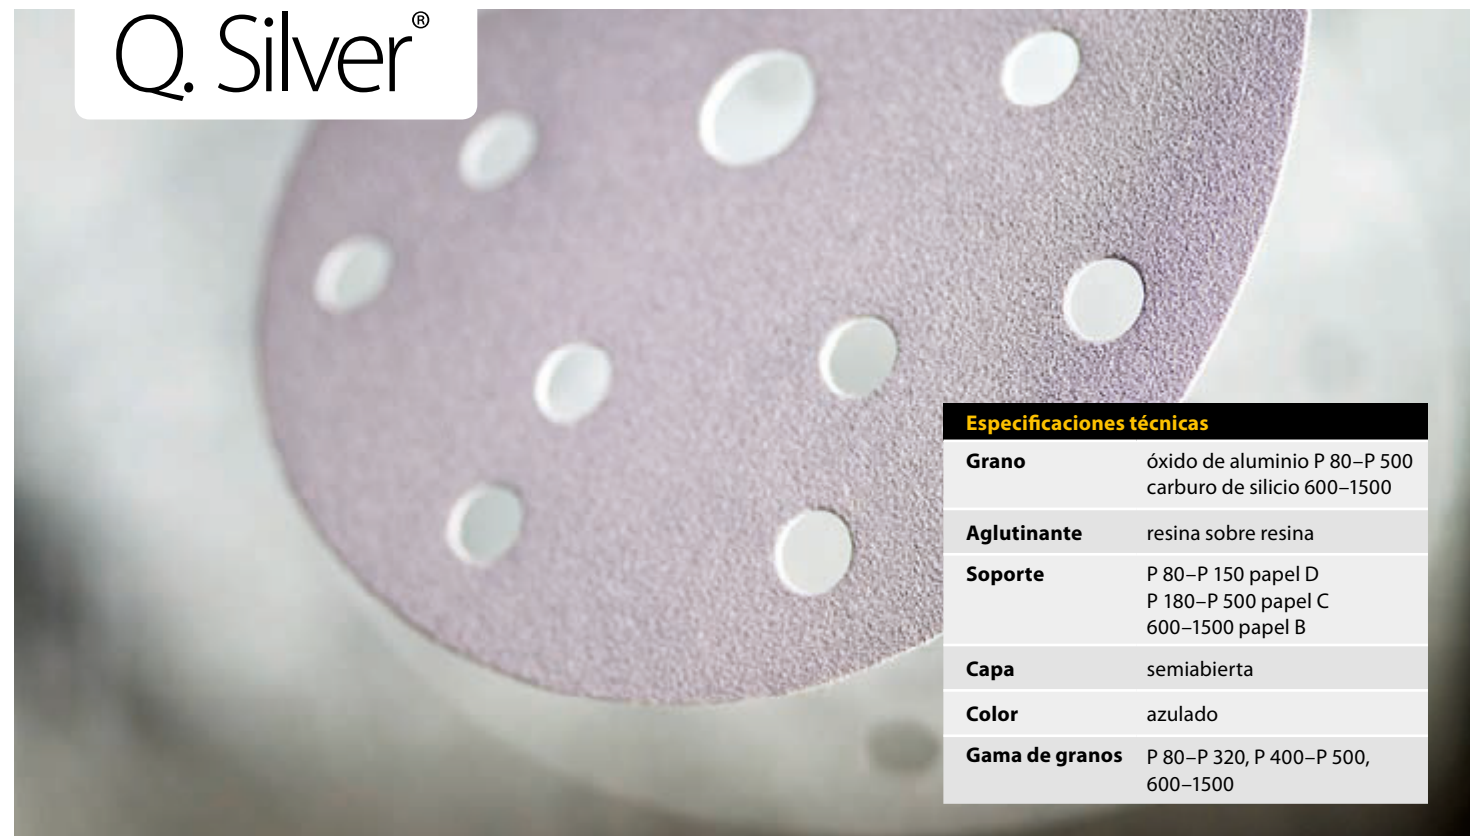 Q. Silver®
Especificaciones técnicas
Grano óxido de aluminio P 80–P 500
carburo de silicio 600–1500
Aglutinante resina sobre resina
Soporte P 80–P 150 papel D
P 180–P 500 papel C
600–1500 papel B
Capa semiabierta
Color azulado
Gama de granos P 80–P 320, P 400–P 500,
600–1500